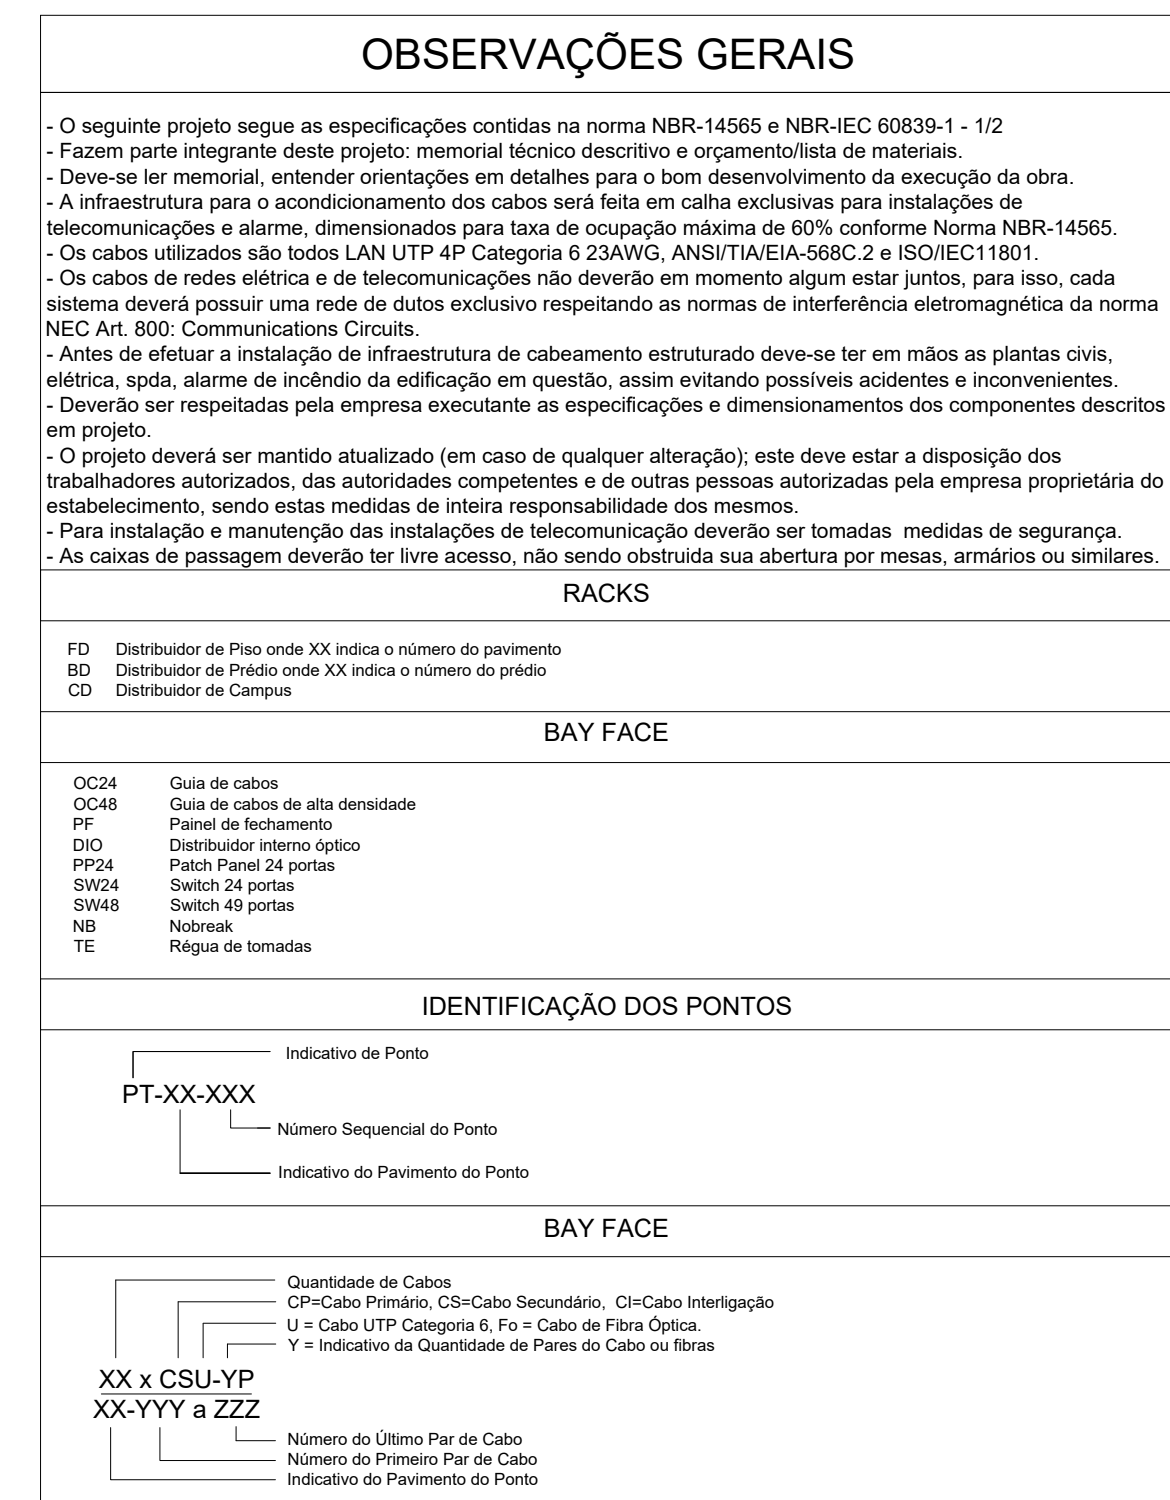 OBSERVAÇÕES GERAIS
- O seguinte projeto segue as especificações contidas na norma NBR-14565 e NBR-IEC 60839-1 - 1/2
- Fazem parte integrante deste projeto: memorial técnico descritivo e orçamento/lista de materiais.
- Deve-se ler memorial, entender orientações em detalhes para o bom desenvolvimento da execução da obra.
- A infraestrutura para o acondicionamento dos cabos será feita em calha exclusivas para instalações de
telecomunicações e alarme, dimensionados para taxa de ocupação máxima de 60% conforme Norma NBR-14565.
- Os cabos utilizados são todos LAN UTP 4P Categoria 6 23AWG, ANSI/TIA/EIA-568C.2 e ISO/IEC11801.
- Os cabos de redes elétrica e de telecomunicações não deverão em momento algum estar juntos, para isso, cada
sistema deverá possuir uma rede de dutos exclusivo respeitando as normas de interferência eletromagnética da norma
NEC Art. 800: Communications Circuits.
- Antes de efetuar a instalação de infraestrutura de cabeamento estruturado deve-se ter em mãos as plantas civis,
elétrica, spda, alarme de incêndio da edificação em questão, assim evitando possíveis acidentes e inconvenientes.
- Deverão ser respeitadas pela empresa executante as especificações e dimensionamentos dos componentes descritos
em projeto.
- O projeto deverá ser mantido atualizado (em caso de qualquer alteração); este deve estar a disposição dos
trabalhadores autorizados, das autoridades competentes e de outras pessoas autorizadas pela empresa proprietária do
estabelecimento, sendo estas medidas de inteira responsabilidade dos mesmos.
- Para instalação e manutenção das instalações de telecomunicação deverão ser tomadas  medidas de segurança.
- As caixas de passagem deverão ter livre acesso, não sendo obstruida sua abertura por mesas, armários ou similares.
RACKS
FD Distribuidor de Piso onde XX indica o número do pavimento
BD Distribuidor de Prédio onde XX indica o número do prédio
CD Distribuidor de Campus
BAY FACE
OC24 Guia de cabos
OC48 Guia de cabos de alta densidade
PF Painel de fechamento
DIO Distribuidor interno óptico
PP24 Patch Panel 24 portas
SW24 Switch 24 portas
SW48 Switch 49 portas
NB Nobreak
TE Régua de tomadas
IDENTIFICAÇÃO DOS PONTOS
Indicativo de Ponto
PT-XX-XXX
Número Sequencial do Ponto
Indicativo do Pavimento do Ponto
BAY FACE
Quantidade de Cabos
CP=Cabo Primário, CS=Cabo Secundário,  CI=Cabo Interligação
U = Cabo UTP Categoria 6, Fo = Cabo de Fibra Óptica.
Y = Indicativo da Quantidade de Pares do Cabo ou fibras
XX x CSU-YP
XX-YYY a ZZZ
Número do Último Par de Cabo
Número do Primeiro Par de Cabo
Indicativo do Pavimento do Ponto